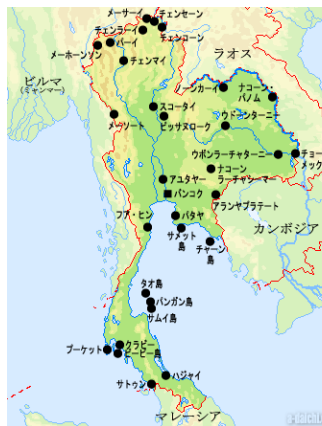 メーサーイ
チェンセーン
チェンラーイ
チェンコーン
パーイ
メーホーンソン
チェンマイ
ラオス
ビルマ
(ミャンマー)
ノーンカーイ
ナコーン・
パノム
スコータイ
ウドンターニー
メーソート
ピッサヌローク
ウボンラーチャターニー
チョーン
メック
ナコーン
ラーチャシーマー
アユタヤー
バンコク
アランヤプラテート
カンボジア
フア・ヒン
パタヤ
サメット
島
チャーン
島
タオ島
パンガン島
サムイ島
クラビー
プーケット
ピーピー島
ハジャイ
サトゥン
マレーシア